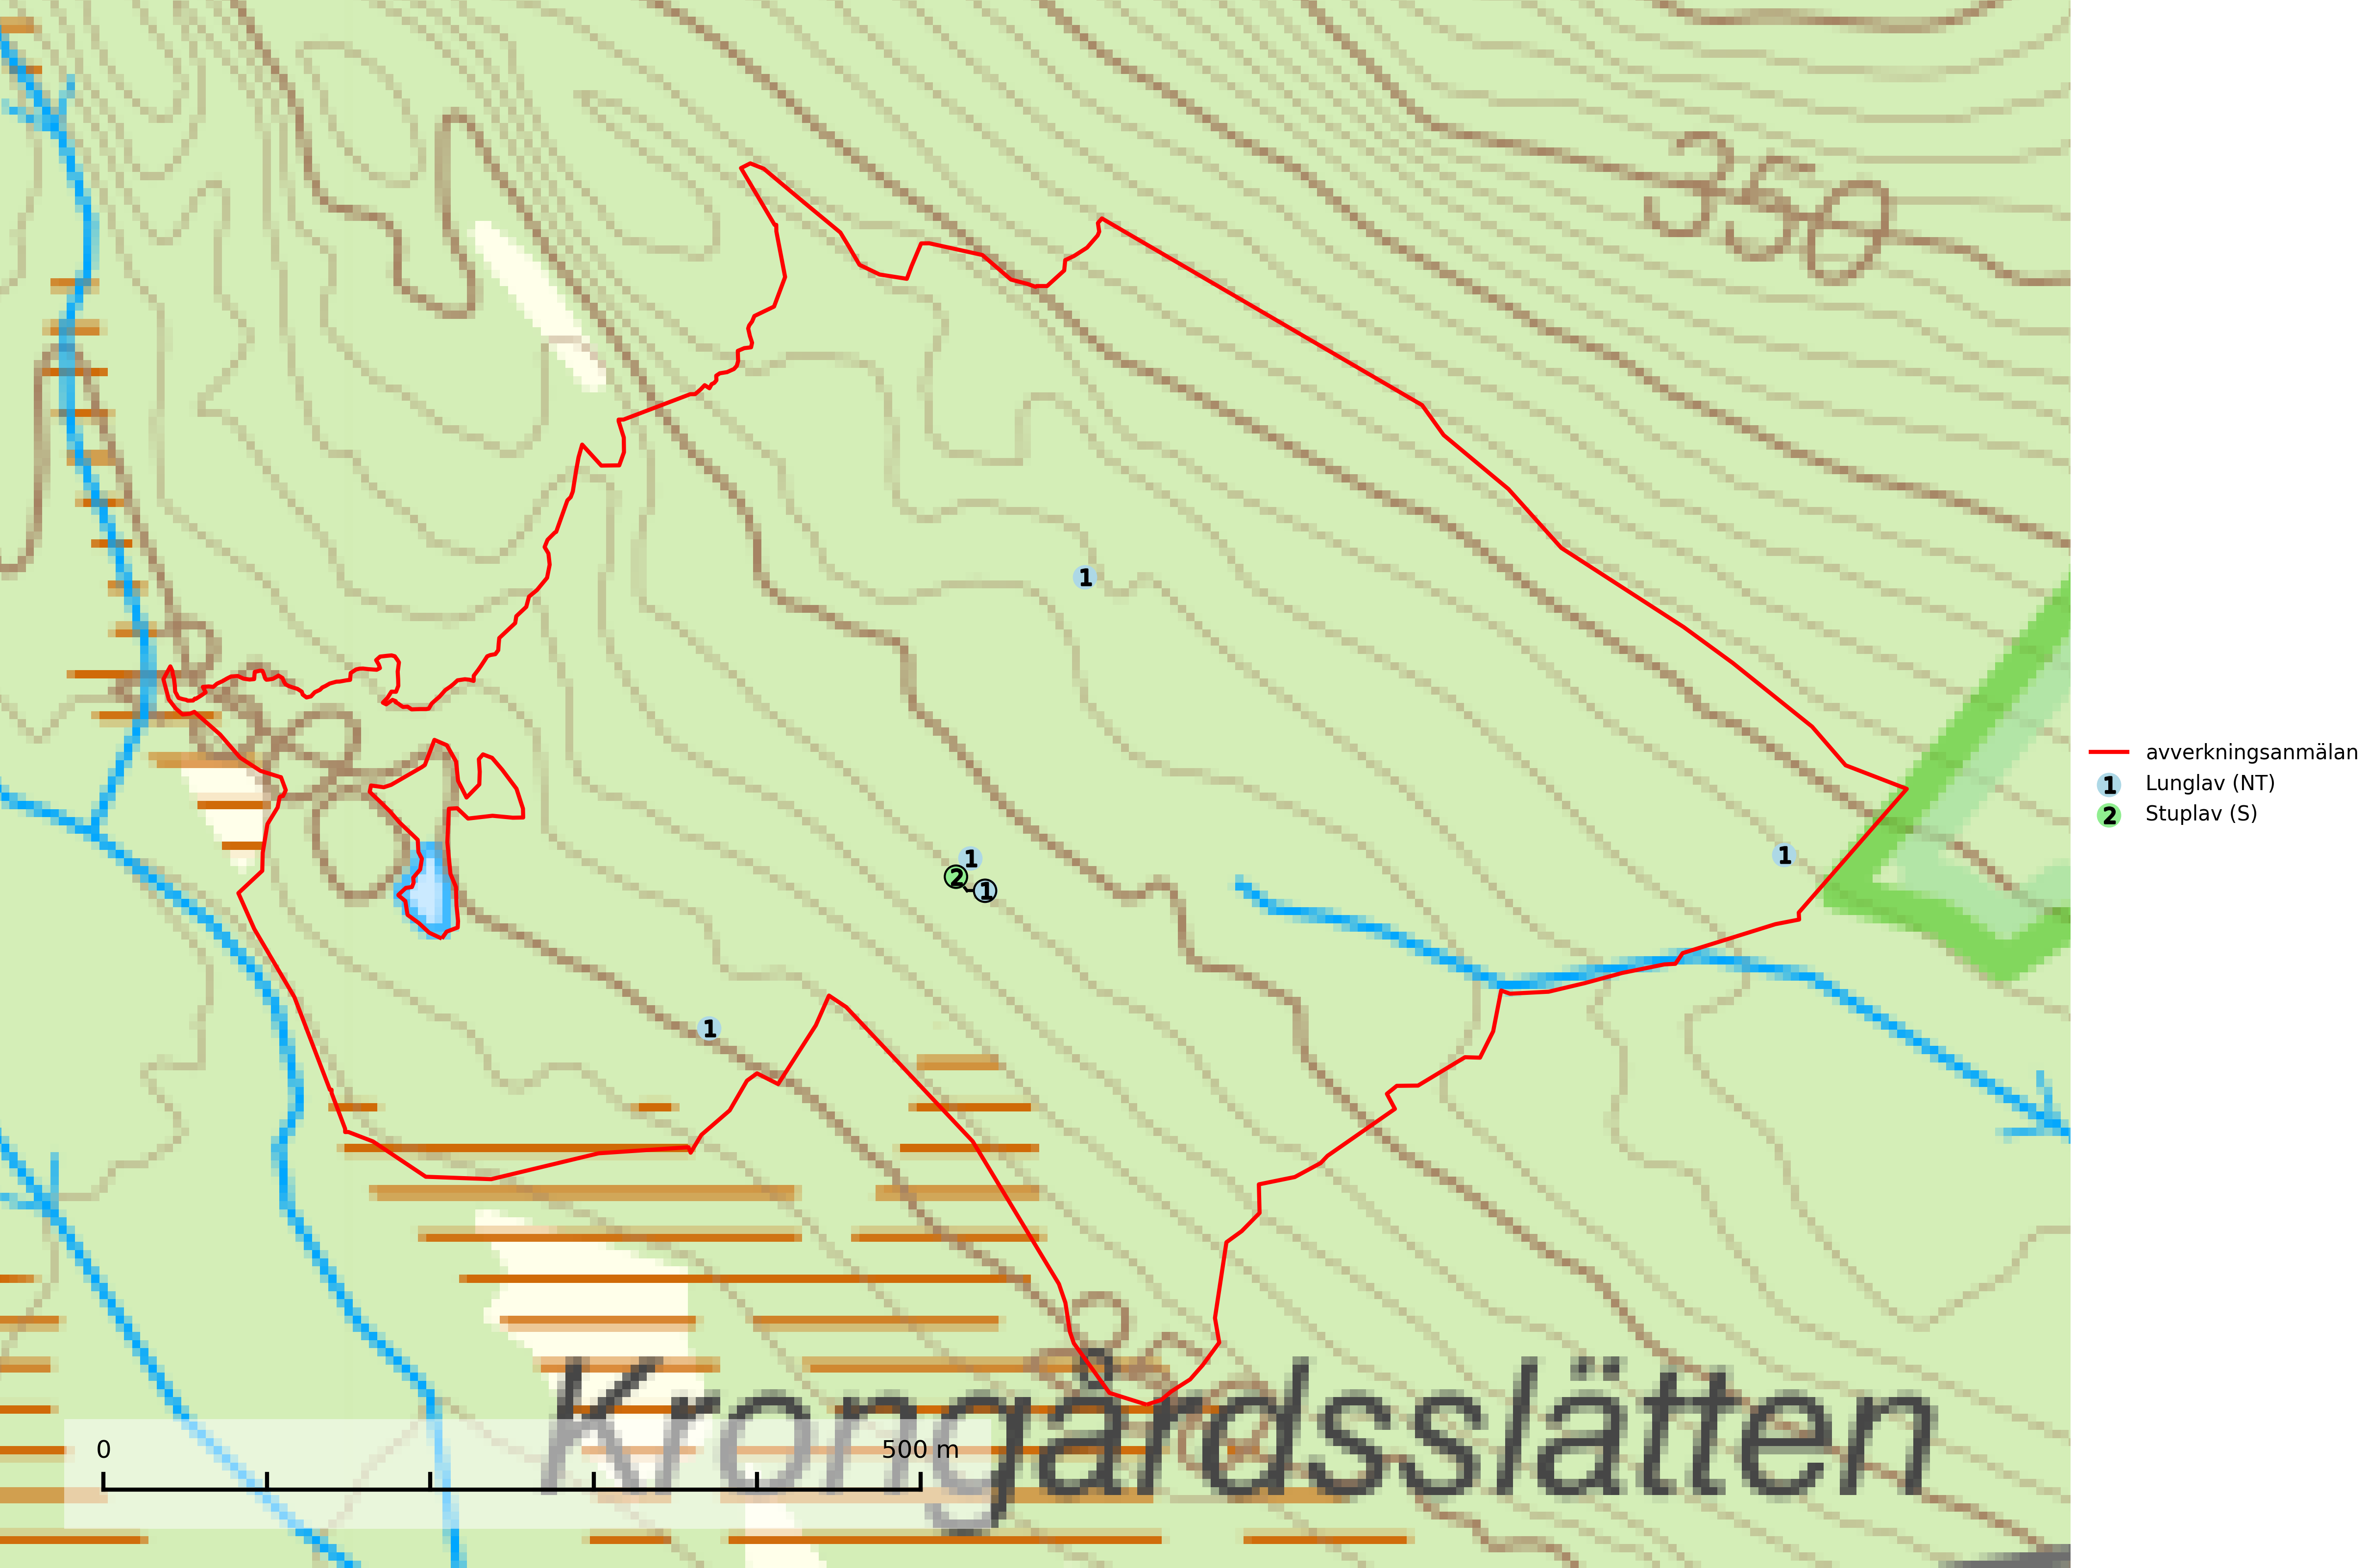 350
1
1
1
2
1
1
avverkningsanmälan
1 Lunglav (NT)
2 Stuplav (S)
Krongårdsslätten
0 500 m